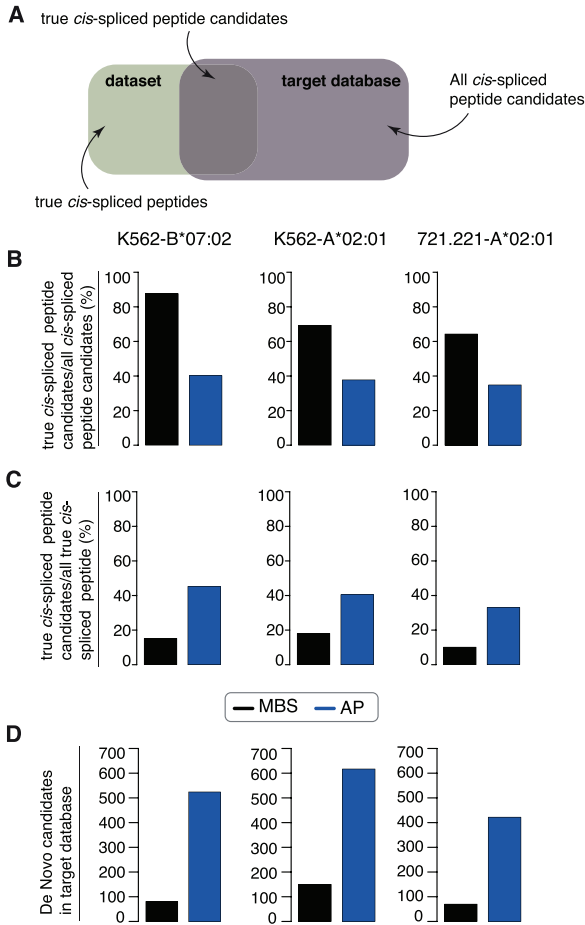 A
true cis-spliced peptide candidates
dataset
target database
All cis-spliced
peptide candidates
true cis-spliced peptides
K562-B*07:02
K562-A*02:01
721.221-A*02:01
B
true cis-spliced peptide
candidates/all cis-spliced
peptide candidates (%)
100
80
60
40
20
0
100
80
60
40
20
0
100
80
60
40
20
0
C
true cis-spliced peptide
candidates/all true cis-
spliced peptide (%)
100
80
60
40
20
0
100
80
60
40
20
0
100
80
60
40
20
0
MBS
AP
D
De Novo candidates
in target database
700
600
500
400
300
200
100
0
700
600
500
400
300
200
100
0
700
600
500
400
300
200
100
0